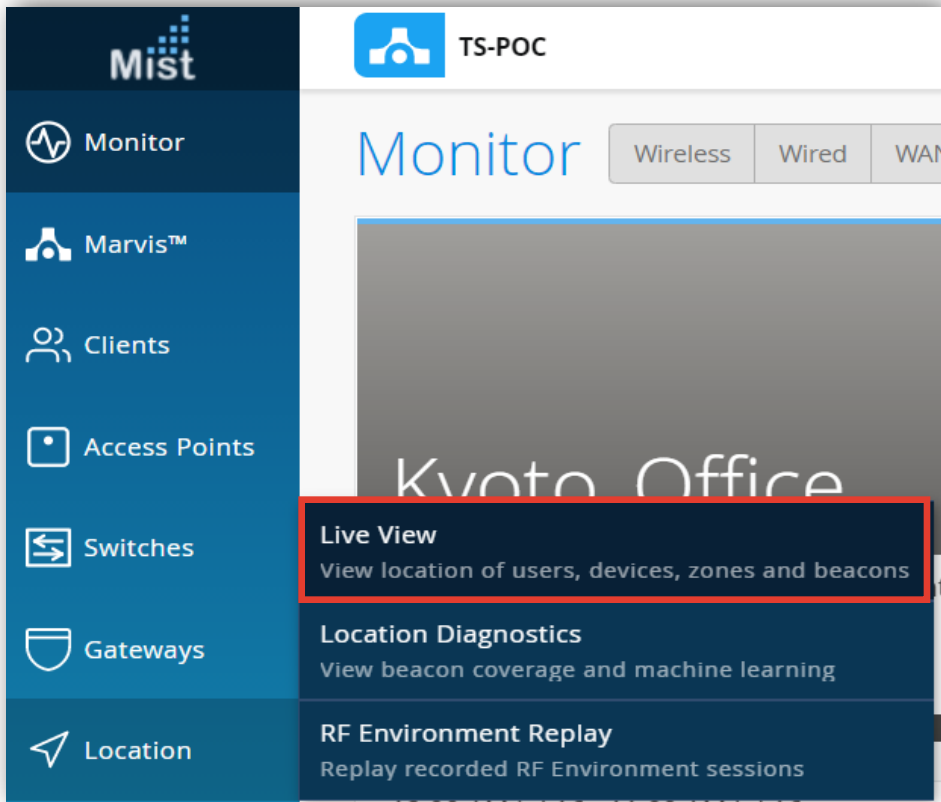 Mist
TS-POC
Monitor
Monitor
Wireless
Wired
Marvis™
Clients
Kyoto Office
Access Points
Live View
View location of users, devices, zones and beacons
Switches
Location Diagnostics
View beacon coverage and machine learning
Gateways
RF Environment Replay
Replay recorded RF Environment sessions
Location